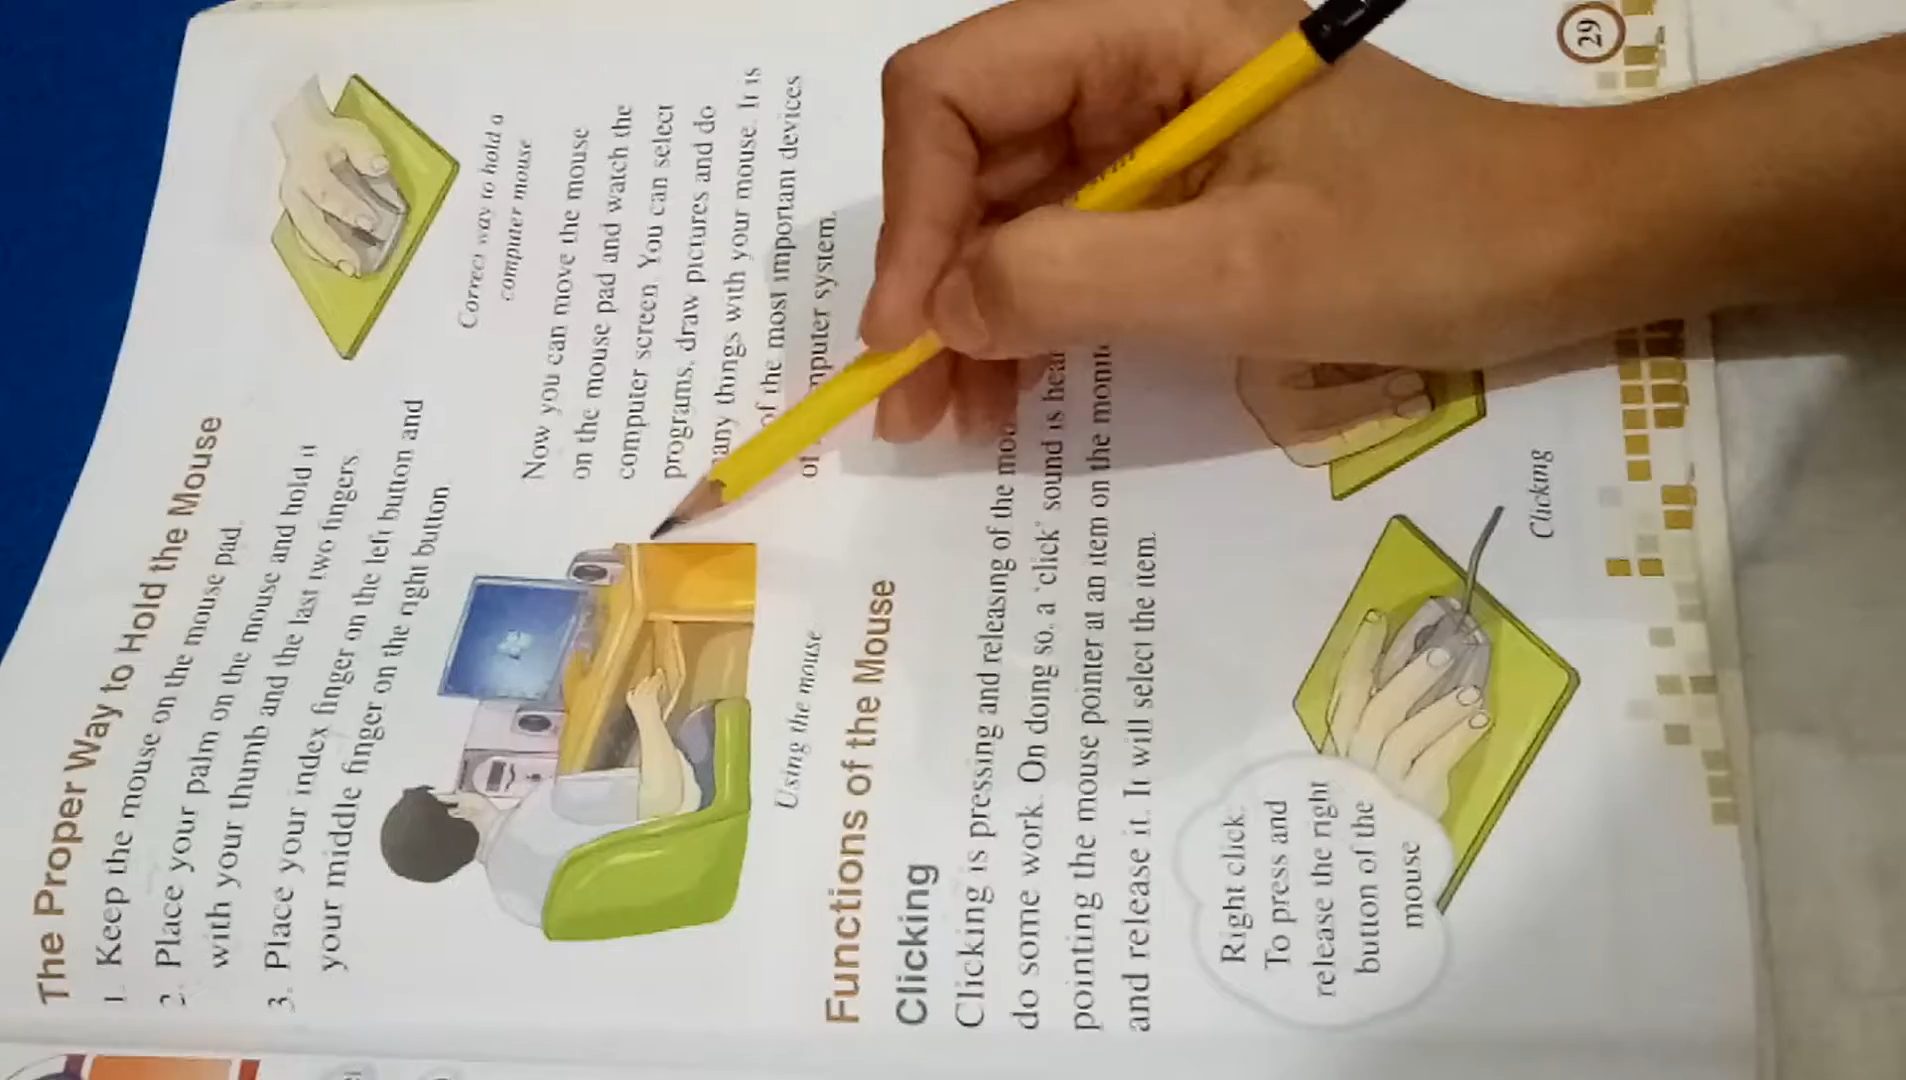 The Proper Way to Hold the Mouse
1. Keep the mouse on the mouse pad.
2. Place your palm on the mouse and hold it
with your thumb and the last two fingers.
3. Place your index finger on the left button and
your middle finger on the right button.
Correct way to hold a
computer mouse
Now you can move the mouse
on the mouse pad and watch the
computer screen. You can select
programs, draw pictures and do
many things with your mouse. It is
of the most important devices
of computer system.
Using the mouse
Functions of the Mouse
Clicking
Clicking is pressing and releasing of the
do some work. On doing so, a 'click' sound is
pointing the mouse pointer at an item on the
and release it. It will select the item.
Right click:
To press and
release the right
button of the
mouse
Clicking
29